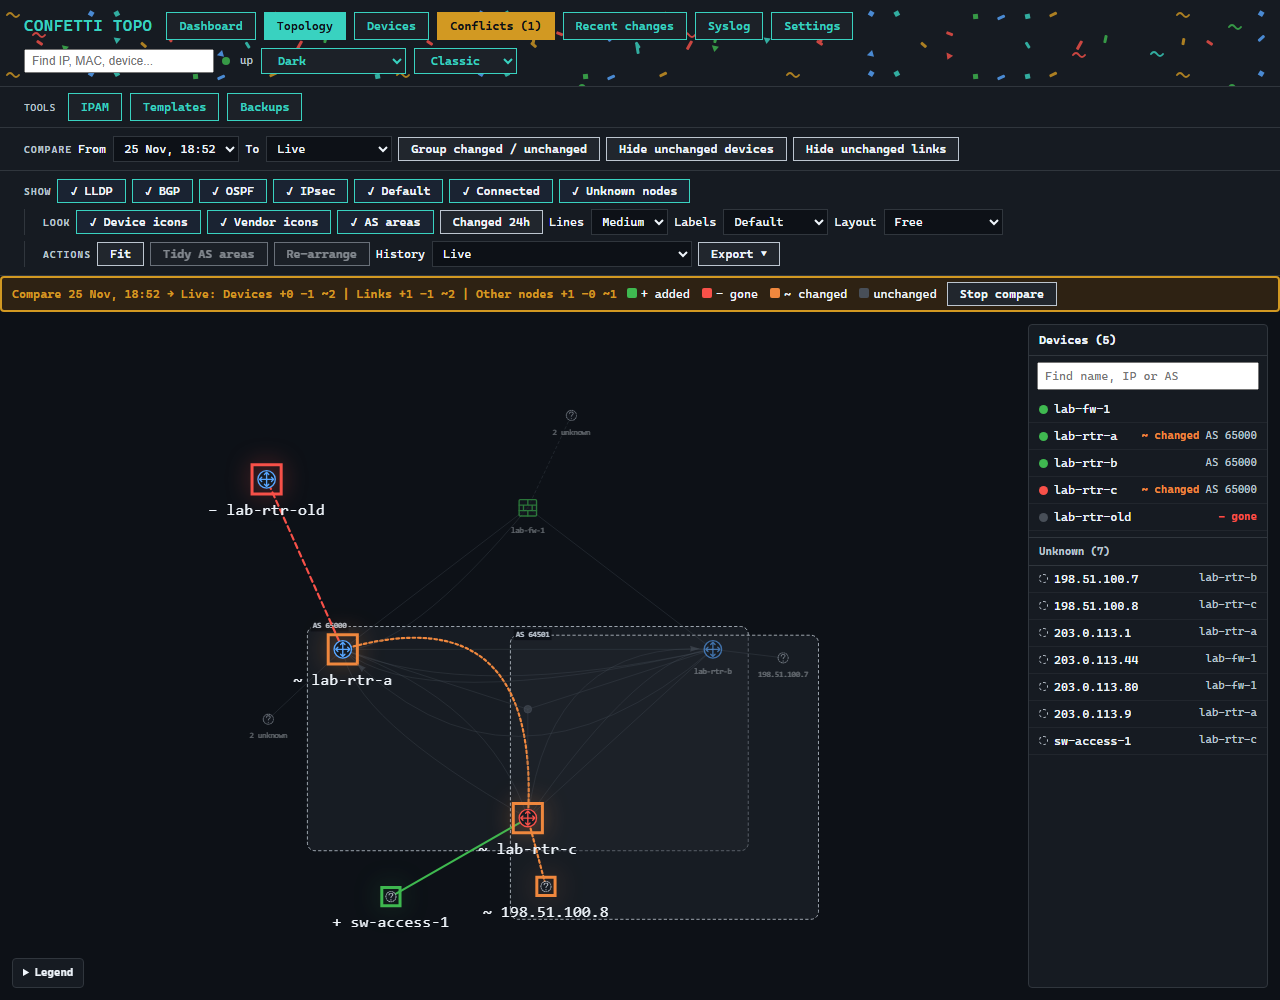 CONFETTI TOPO Dashboard Topology Devices Conflicts (1) Recent changes Syslog Settings
Find IP, MAC, device... up Dark Classic
TOOLS IPAM Templates Backups
COMPARE From 25 Nov, 18:52 To Live Group changed / unchanged Hide unchanged devices Hide unchanged links
SHOW ✓ LLDP ✓ BGP ✓ OSPF ✓ IPsec ✓ Default ✓ Connected ✓ Unknown nodes
LOOK ✓ Device icons ✓ Vendor icons ✓ AS areas Changed 24h Lines Medium Labels Default Layout Free
ACTIONS Fit Tidy AS areas Re-arrange History Live Export ▾
Compare 25 Nov, 18:52 → Live: Devices +0 −1 ~2 | Links +1 −1 ~2 | Other nodes +1 −0 ~1 + added − gone ~ changed unchanged Stop compare
2 unknown
− lab-rtr-old
lab-fw-1
AS 65000
AS 64501
~ lab-rtr-a
lab-rtr-b
198.51.100.7
2 unknown
~ lab-rtr-c
~ 198.51.100.8
+ sw-access-1
▸ Legend
Devices (5)
Find name, IP or AS
lab-fw-1
lab-rtr-a ~ changed AS 65000
lab-rtr-b AS 65000
lab-rtr-c ~ changed AS 65000
lab-rtr-old − gone
Unknown (7)
198.51.100.7 lab-rtr-b
198.51.100.8 lab-rtr-c
203.0.113.1 lab-rtr-a
203.0.113.44 lab-fw-1
203.0.113.80 lab-fw-1
203.0.113.9 lab-rtr-a
sw-access-1 lab-rtr-c